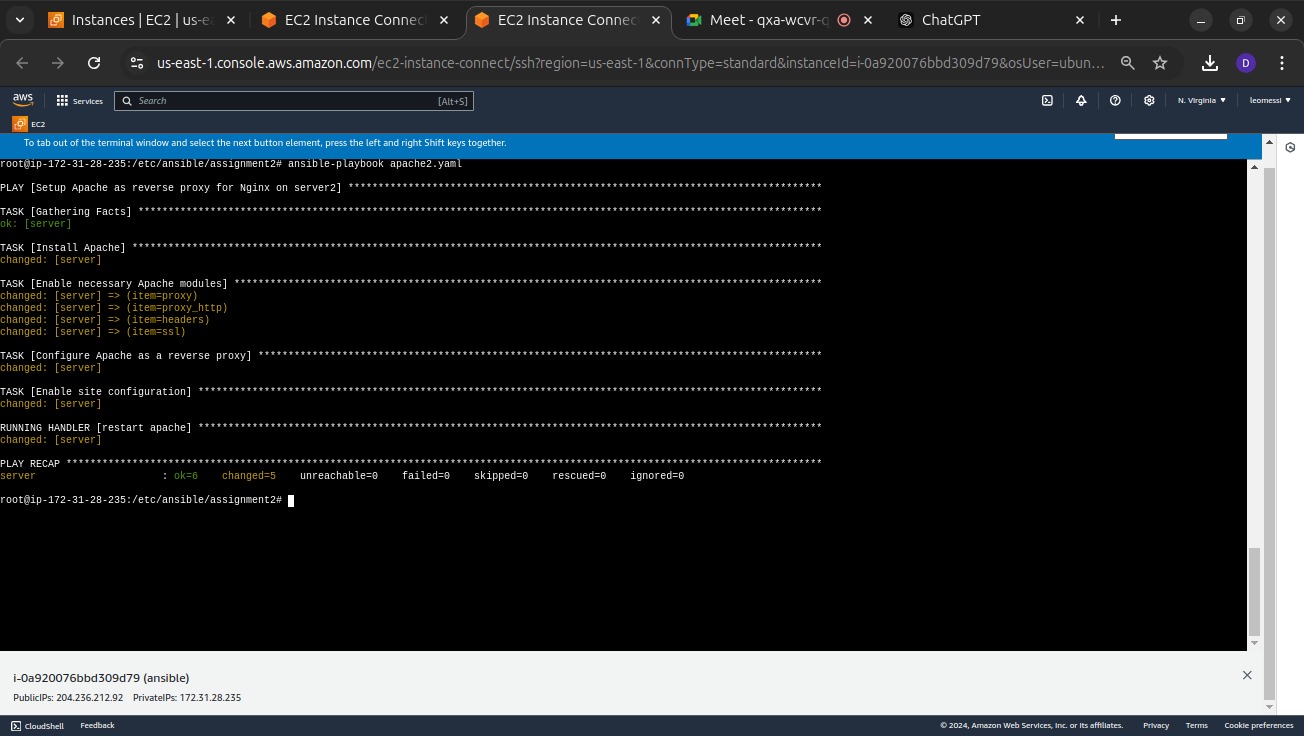 Instances | EC2 | us-ea
EC2 Instance Connec
EC2 Instance Connec
Meet - qxa-wcvr-q
ChatGPT
us-east-1.console.aws.amazon.com/ec2-instance-connect/ssh?region=us-east-1&connType=standard&instanceId=i-0a920076bbd309d79&osUser=ubun...
D
aws Services Search [Alt+S] N. Virginia ▼ leomessi ▼
EC2
To tab out of the terminal window and select the next button element, press the left and right Shift keys together.
root@ip-172-31-28-235:/etc/ansible/assignment2# ansible-playbook apache2.yaml
PLAY [Setup Apache as reverse proxy for Nginx on server2] *******************************************************************************
TASK [Gathering Facts] ******************************************************************************************************************
ok: [server]
TASK [Install Apache] *******************************************************************************************************************
changed: [server]
TASK [Enable necessary Apache modules] **************************************************************************************************
changed: [server] => (item=proxy)
changed: [server] => (item=proxy_http)
changed: [server] => (item=headers)
changed: [server] => (item=ssl)
TASK [Configure Apache as a reverse proxy] **********************************************************************************************
changed: [server]
TASK [Enable site configuration] ********************************************************************************************************
changed: [server]
RUNNING HANDLER [restart apache] ********************************************************************************************************
changed: [server]
PLAY RECAP ******************************************************************************************************************************
server : ok=6 changed=5 unreachable=0 failed=0 skipped=0 rescued=0 ignored=0
root@ip-172-31-28-235:/etc/ansible/assignment2#
i-0a920076bbd309d79 (ansible)
PublicIPs: 204.236.212.92 PrivateIPs: 172.31.28.235
CloudShell Feedback © 2024, Amazon Web Services, Inc. or its affiliates. Privacy Terms Cookie preferences